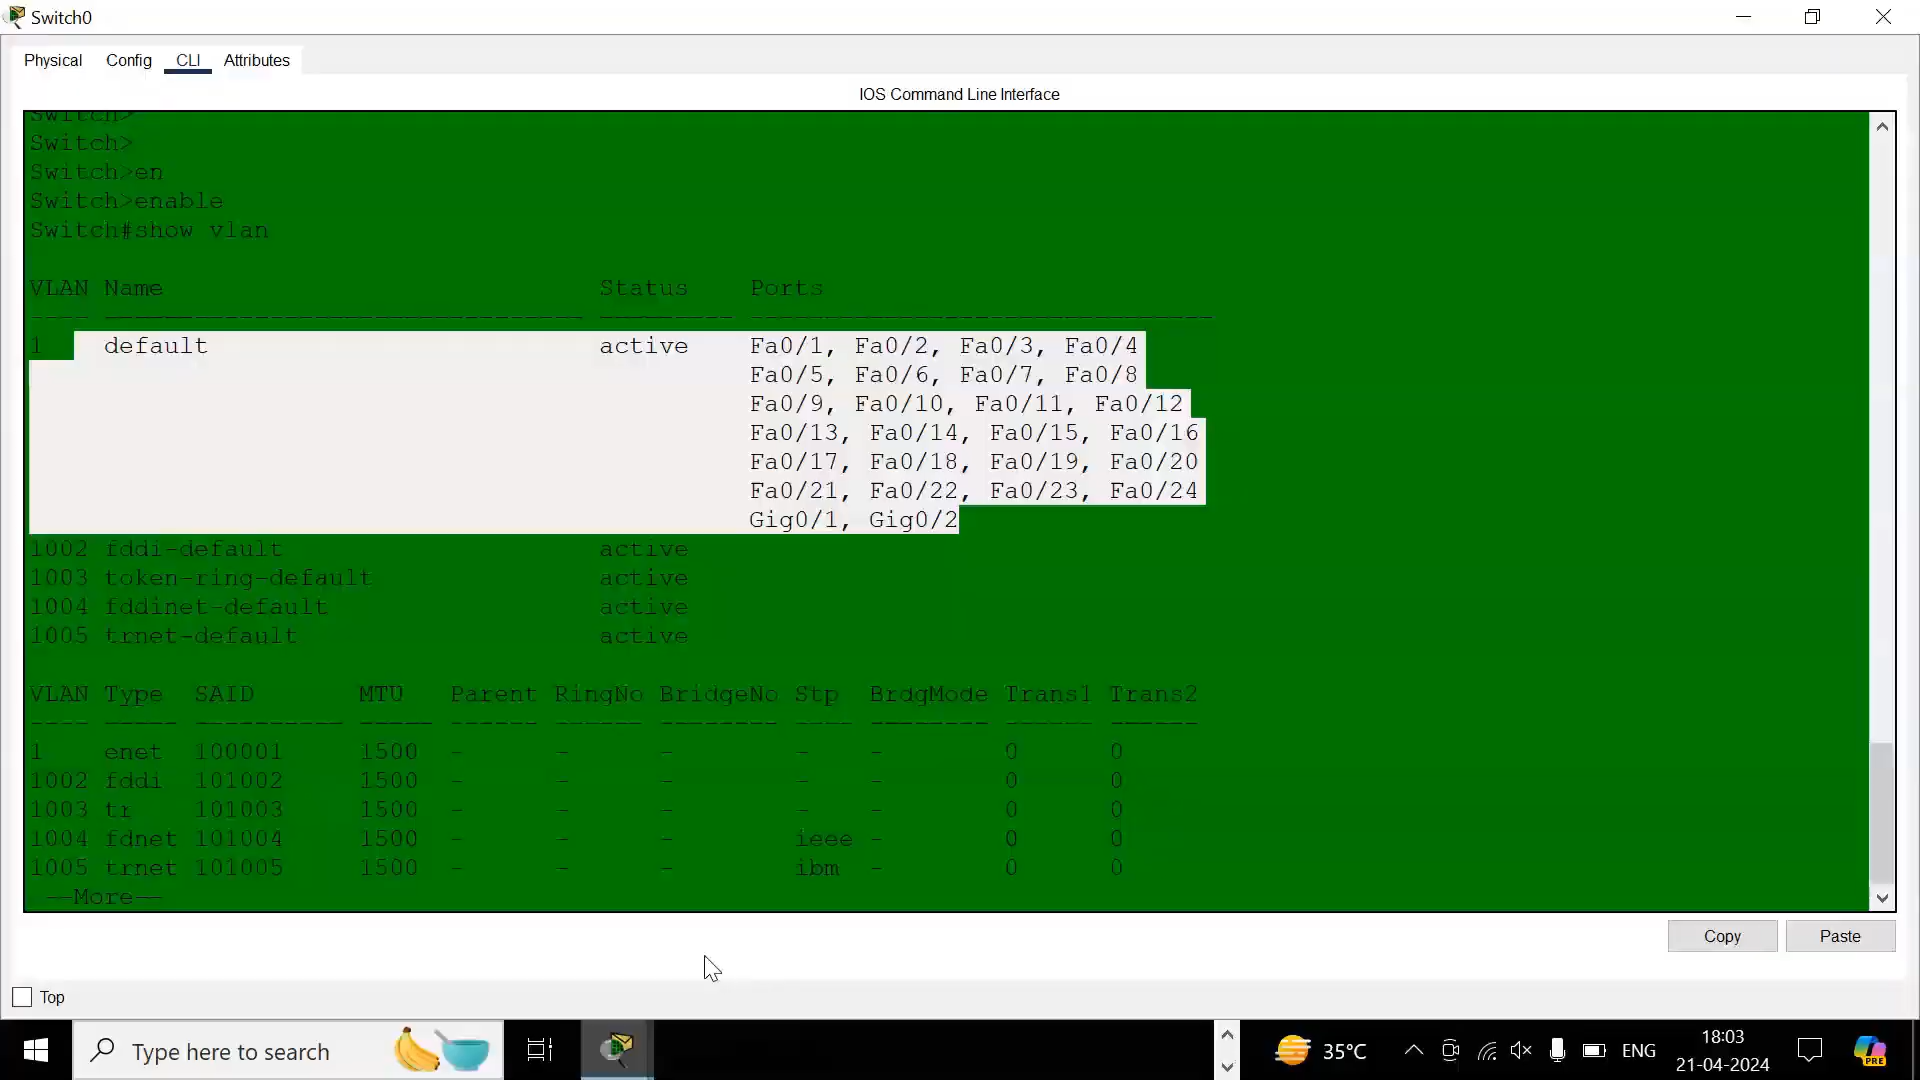 Switch0
Physical Config CLI Attributes
IOS Command Line Interface
Switch>
Switch>
Switch>en
Switch>enable
Switch#show vlan
VLAN Name Status Ports
---- -------------------------------- --------- -------------------------------
1 default active Fa0/1, Fa0/2, Fa0/3, Fa0/4
Fa0/5, Fa0/6, Fa0/7, Fa0/8
Fa0/9, Fa0/10, Fa0/11, Fa0/12
Fa0/13, Fa0/14, Fa0/15, Fa0/16
Fa0/17, Fa0/18, Fa0/19, Fa0/20
Fa0/21, Fa0/22, Fa0/23, Fa0/24
Gig0/1, Gig0/2
1002 fddi-default active
1003 token-ring-default active
1004 fddinet-default active
1005 trnet-default active
VLAN Type SAID MTU Parent RingNo BridgeNo Stp BrdgMode Trans1 Trans2
---- ----- ---------- ----- ------ ------ -------- ---- -------- ------ ------
1 enet 100001 1500 - - - - - 0 0
1002 fddi 101002 1500 - - - - - 0 0
1003 tr 101003 1500 - - - - - 0 0
1004 fdnet 101004 1500 - - - ieee - 0 0
1005 trnet 101005 1500 - - - ibm - 0 0
--More--
Copy Paste
Top
Type here to search
35°C
ENG
18:03
21-04-2024
PRE